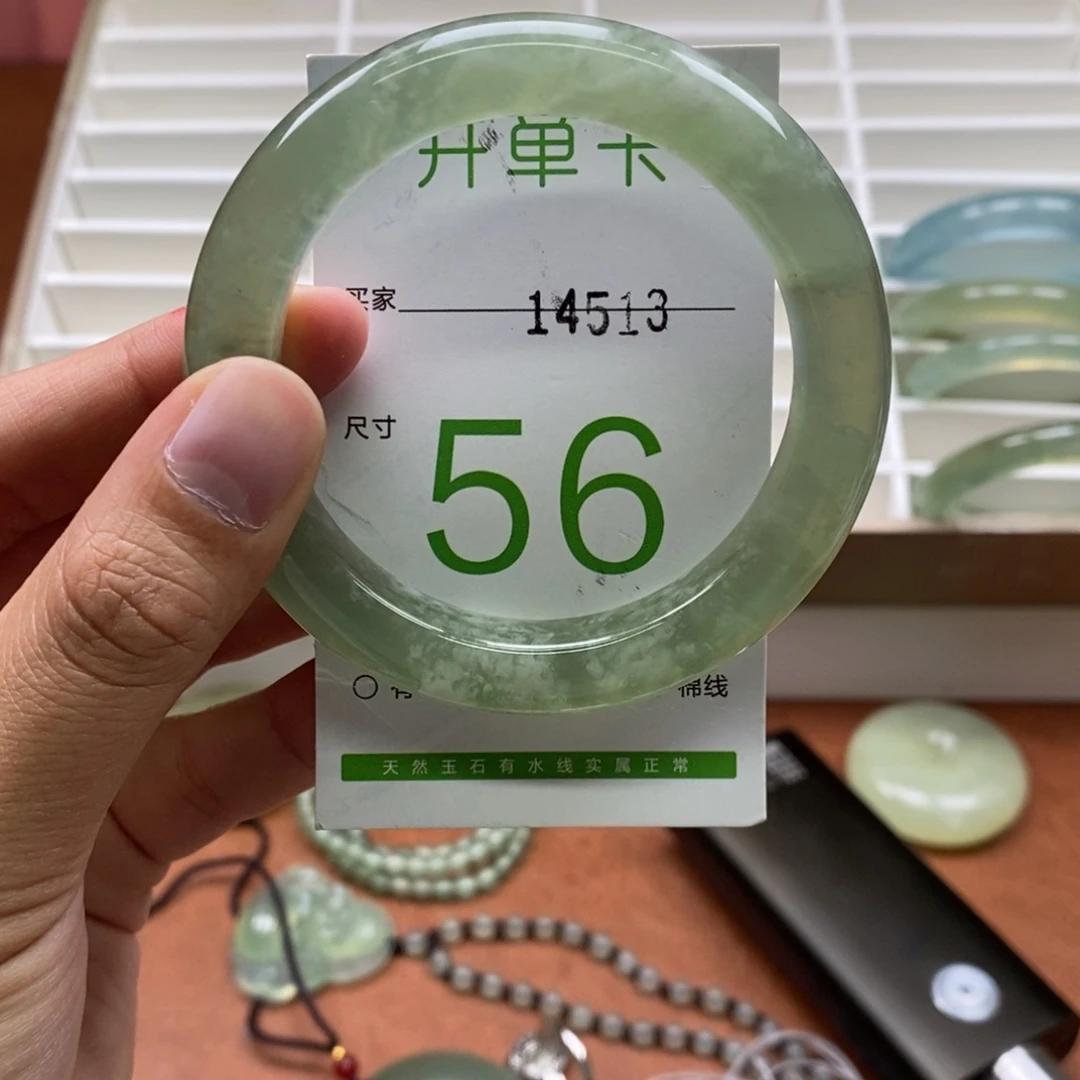 开单卡
买家 14513
尺寸 56
棉线
天然玉石有水线实属正常